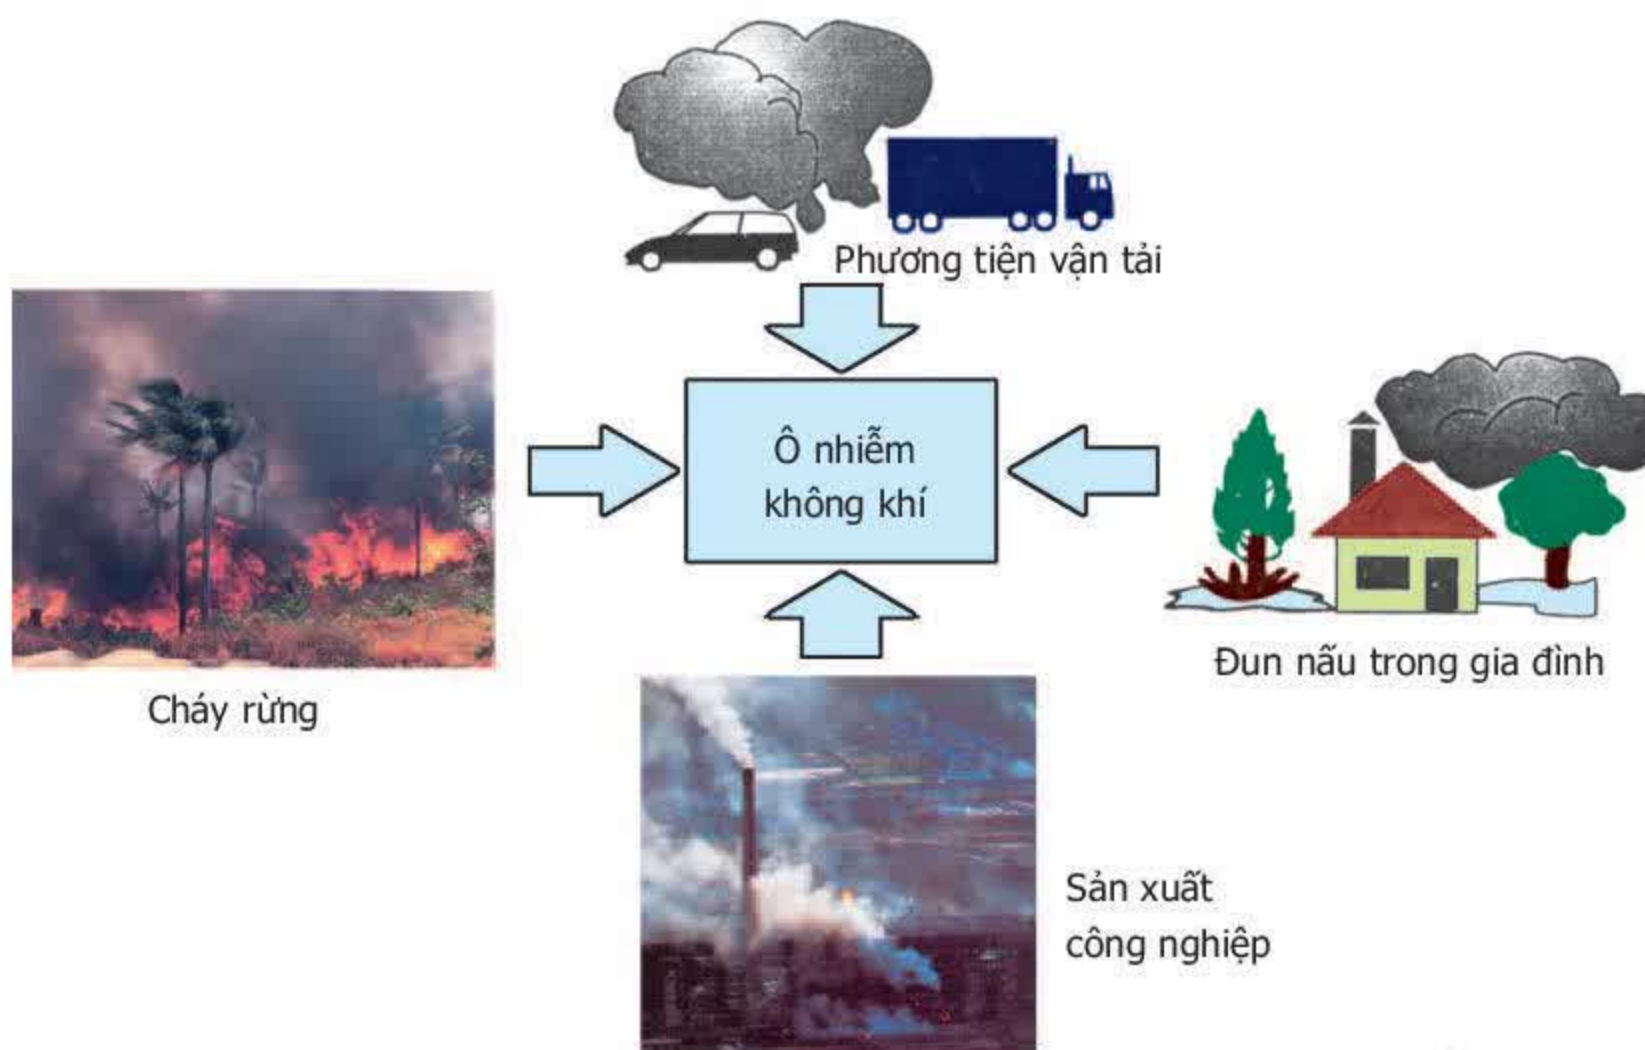 Phương tiện vận tải
Ô nhiễm
không khí
Đun nấu trong gia đình
Cháy rừng
Sản xuất
công nghiệp